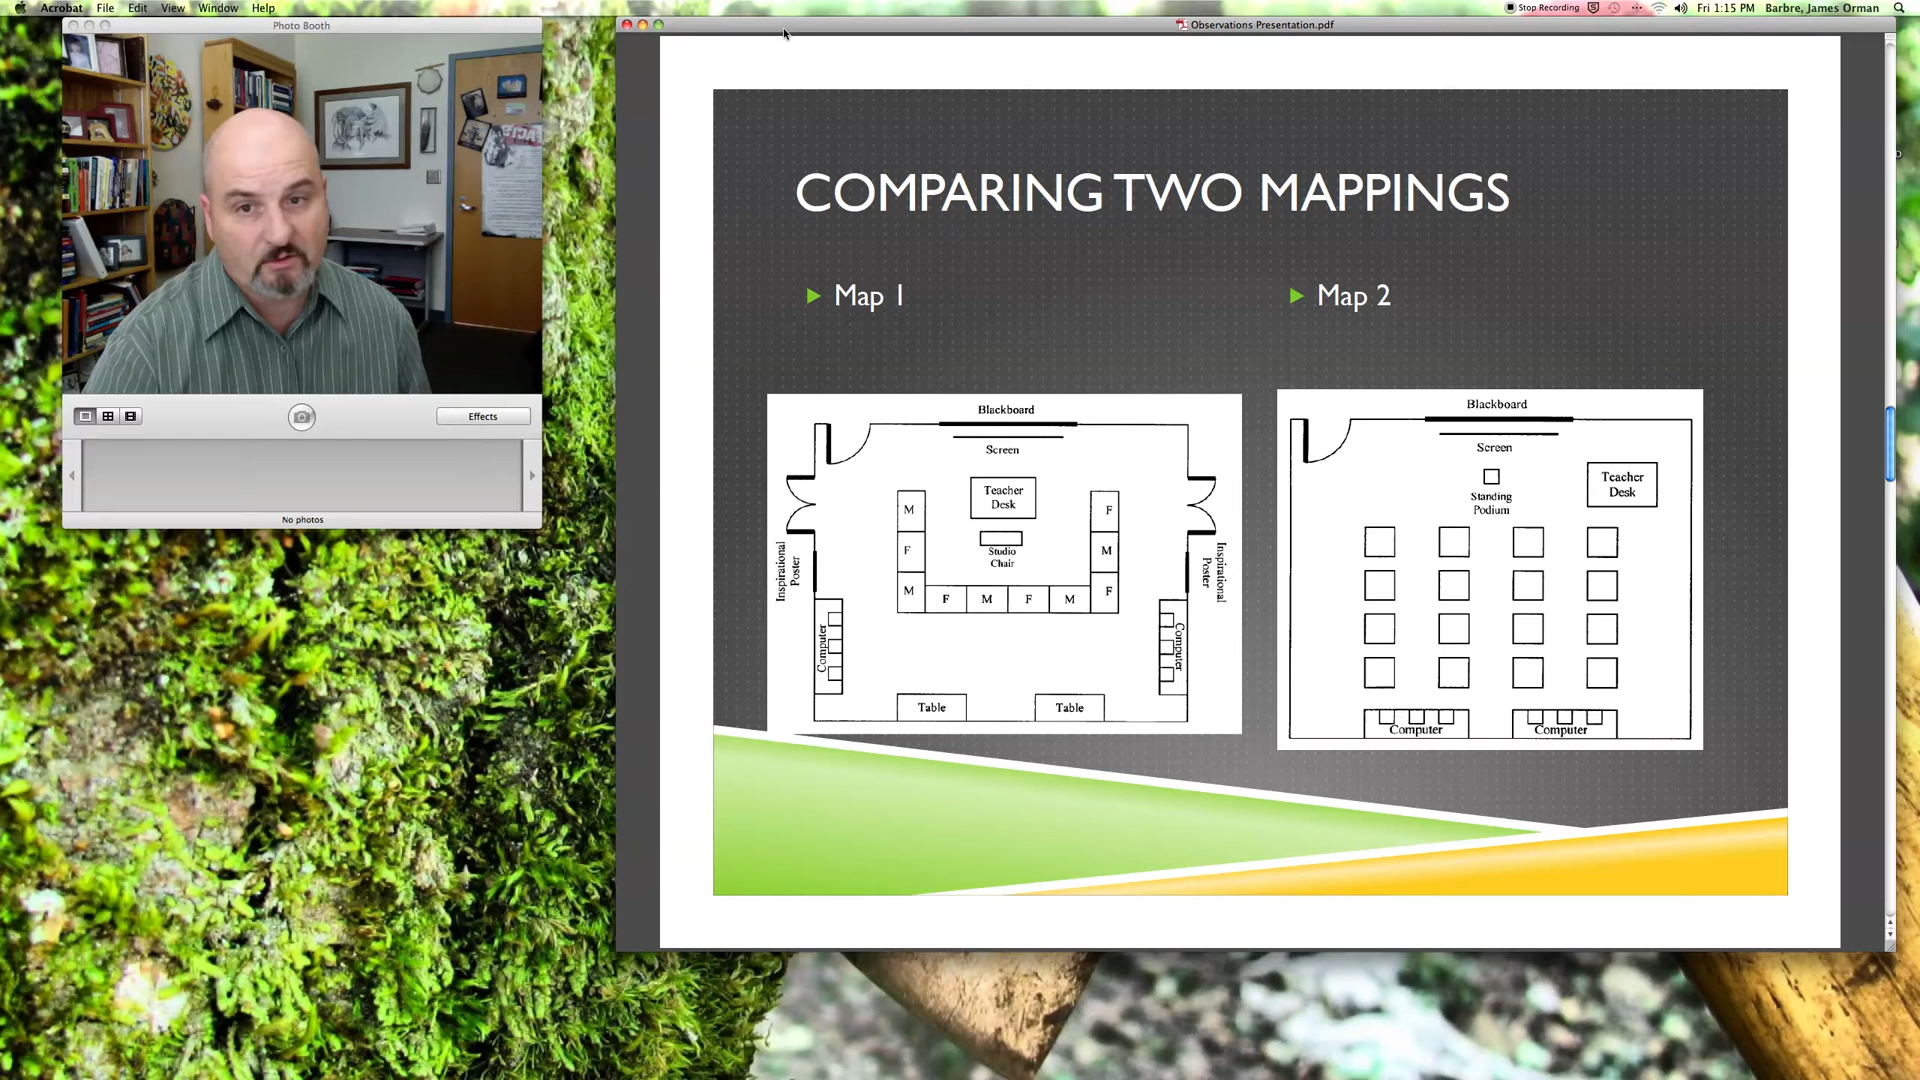 Acrobat File Edit View Window Help
Stop Recording Fri 1:15 PM Barbre, James Orman
Photo Booth
Effects
No photos
Observations Presentation.pdf
COMPARING TWO MAPPINGS
Map 1
Map 2
Blackboard
Screen
Teacher
Desk
Studio
Chair
M
F
M
F
M
F
M
F
M
F
Inspirational
Poster
Inspirational
Poster
Computer
Computer
Table
Table
Blackboard
Screen
Standing
Podium
Teacher
Desk
Computer
Computer